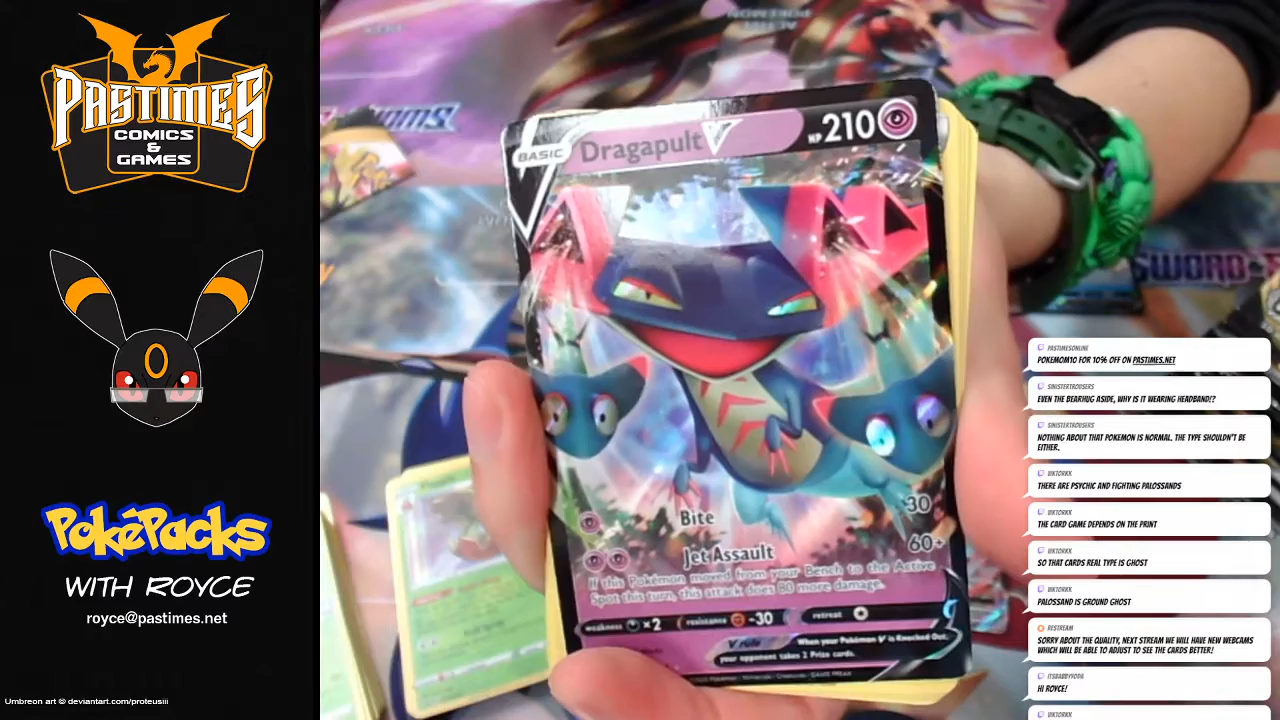 PASTIMES
COMICS
&
GAMES
PokéPacks
WITH ROYCE
royce@pastimes.net
Umbreon art © deviantart.com/proteusiii
BASIC
Dragapult V
HP 210
Bite
30
Jet Assault
60+
If this Pokémon moved from your Bench to the Active
Spot this turn, this attack does 80 more damage.
weakness ×2 resistance -30 retreat
V rule When your Pokémon V is Knocked Out,
your opponent takes 2 Prize cards.
SWORD
PASTIMESONLINE
POKEMOM10 FOR 10% OFF ON PASTIMES.NET
SINISTERTROUSERS
EVEN THE BEARHUG ASIDE, WHY IS IT WEARING HEADBAND!?
SINISTERTROUSERS
NOTHING ABOUT THAT POKEMON IS NORMAL. THE TYPE SHOULDN'T BE
EITHER.
VIKTORKK
THERE ARE PSYCHIC AND FIGHTING PALOSSANDS
VIKTORKK
THE CARD GAME DEPENDS ON THE PRINT
VIKTORKK
SO THAT CARDS REAL TYPE IS GHOST
VIKTORKK
PALOSSAND IS GROUND GHOST
RESTREAM
SORRY ABOUT THE QUALITY, NEXT STREAM WE WILL HAVE NEW WEBCAMS
WHICH WILL BE ABLE TO ADJUST TO SEE THE CARDS BETTER!
ITSBABBYYODA
HI ROYCE!
VIKTORKK